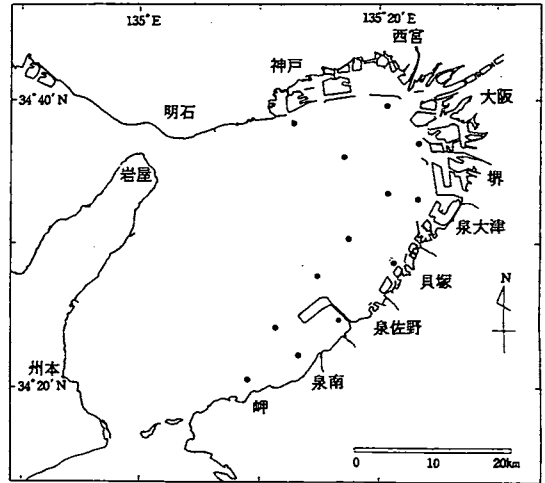 135°E
135°20'E
西宮
神戸
34°40'N
大阪
明石
堺
岩屋
泉大津
貝塚
N
泉佐野
州本
泉南
34°20'N
岬
0 10 20km